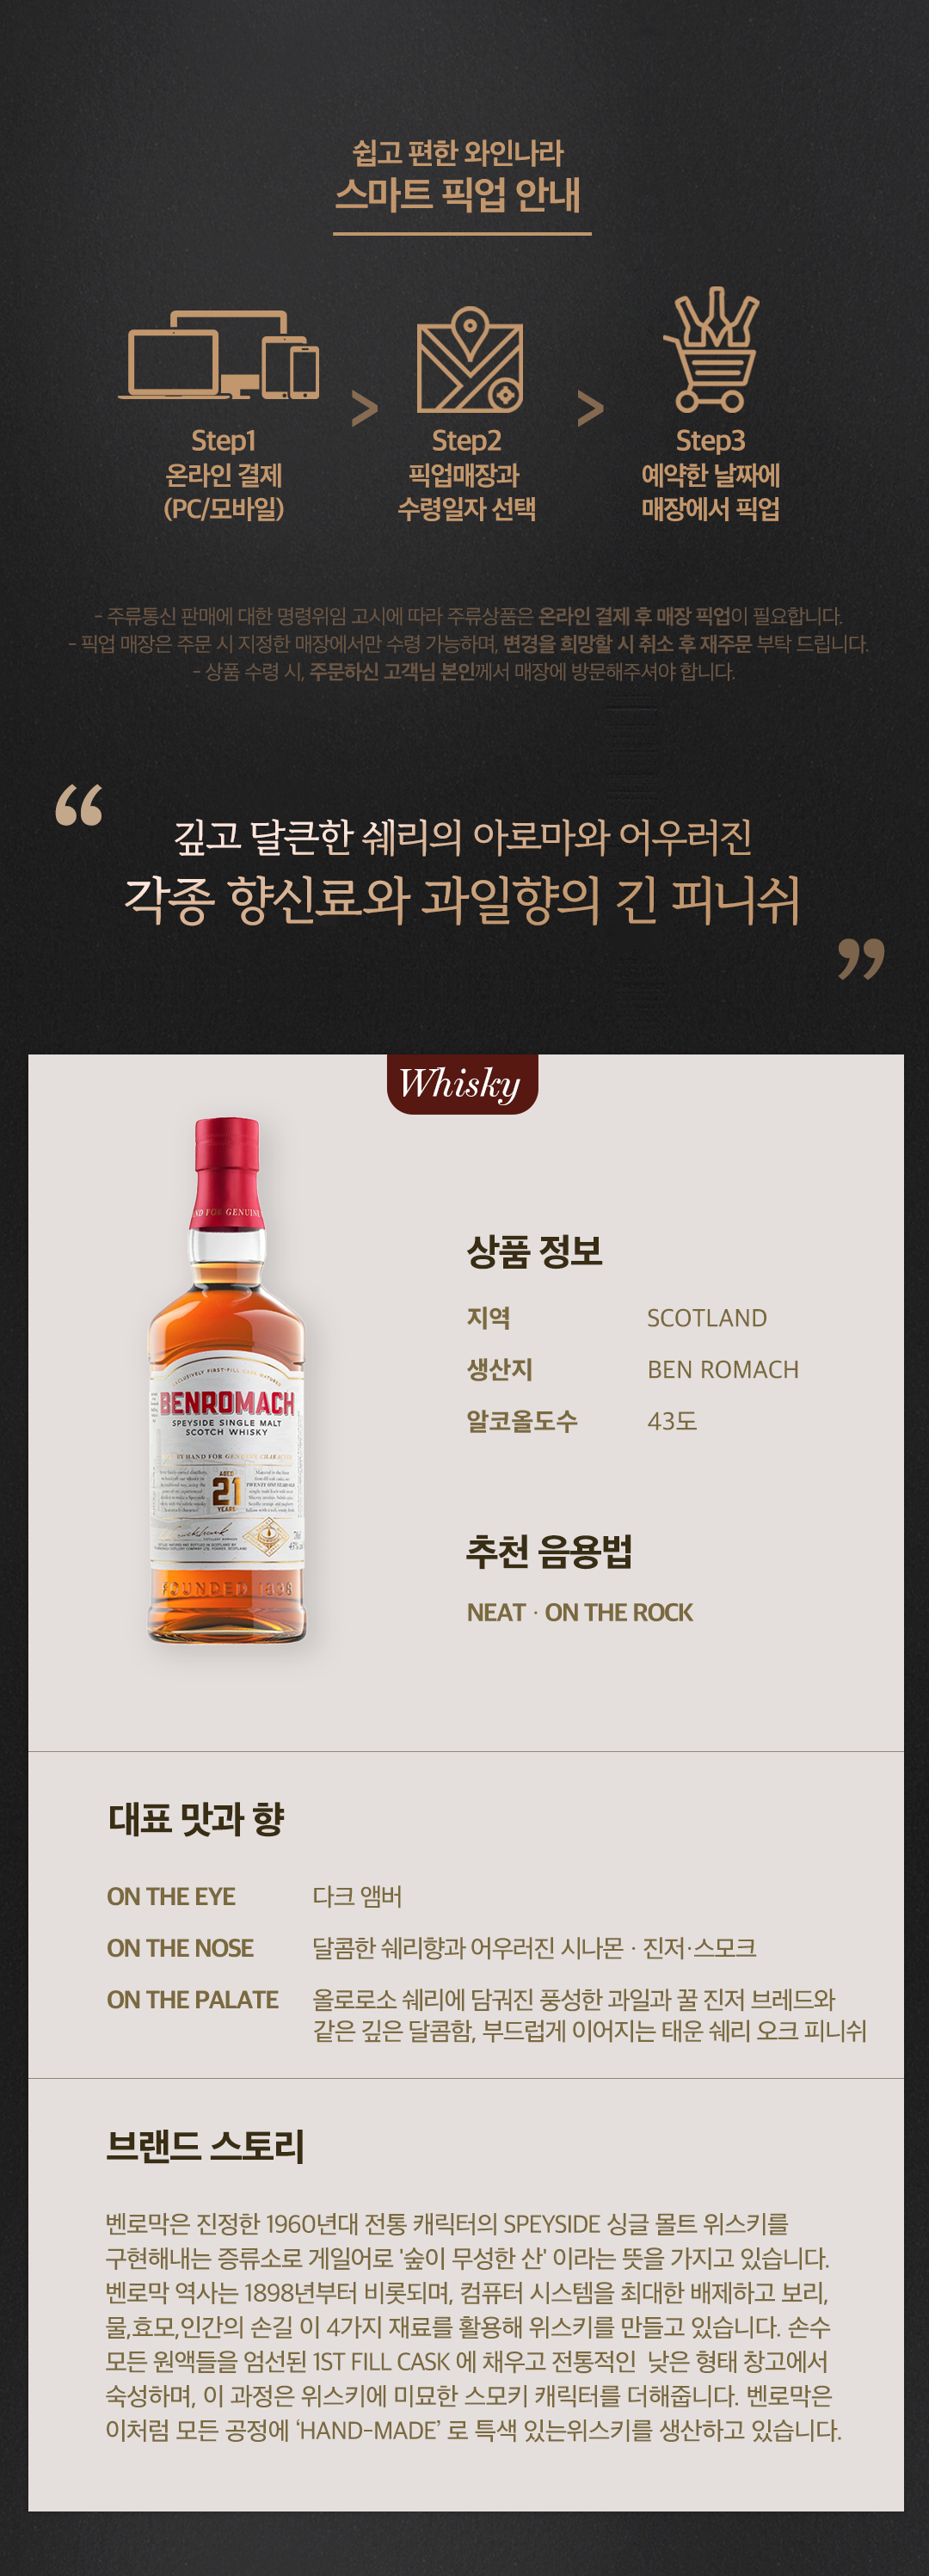 쉽고 편한 와인나라
스마트 픽업 안내
Step1
온라인 결제
(PC/모바일)
>
Step2
픽업매장과
수령일자 선택
>
Step3
예약한 날짜에
매장에서 픽업
- 주류통신 판매에 대한 명령위임 고시에 따라 주류상품은 온라인 결제 후 매장 픽업이 필요합니다.
- 픽업 매장은 주문 시 지정한 매장에서만 수령 가능하며, 변경을 희망할 시 취소 후 재주문 부탁 드립니다.
- 상품 수령 시, 주문하신 고객님 본인께서 매장에 방문해주셔야 합니다.
“
깊고 달큰한 쉐리의 아로마와 어우러진
각종 향신료와 과일향의 긴 피니쉬
”
Whisky
ND FOR GENUIN
EXCLUSIVELY FIRST-FILL CASK MATURED
BENROMACH
SPEYSIDE SINGLE MALT
SCOTCH WHISKY
BY HAND FOR GENUINE CHARACTER
AGED
21
YEARS
FOUNDED 1898
상품 정보
지역 SCOTLAND
생산지 BEN ROMACH
알코올도수 43도
추천 음용법
NEAT · ON THE ROCK
대표 맛과 향
ON THE EYE 다크 앰버
ON THE NOSE 달콤한 쉐리향과 어우러진 시나몬 · 진저·스모크
ON THE PALATE 올로로소 쉐리에 담궈진 풍성한 과일과 꿀 진저 브레드와
같은 깊은 달콤함, 부드럽게 이어지는 태운 쉐리 오크 피니쉬
브랜드 스토리
벤로막은 진정한 1960년대 전통 캐릭터의 SPEYSIDE 싱글 몰트 위스키를
구현해내는 증류소로 게일어로 '숲이 무성한 산' 이라는 뜻을 가지고 있습니다.
벤로막 역사는 1898년부터 비롯되며, 컴퓨터 시스템을 최대한 배제하고 보리,
물,효모,인간의 손길 이 4가지 재료를 활용해 위스키를 만들고 있습니다. 손수
모든 원액들을 엄선된 1ST FILL CASK 에 채우고 전통적인 낮은 형태 창고에서
숙성하며, 이 과정은 위스키에 미묘한 스모키 캐릭터를 더해줍니다. 벤로막은
이처럼 모든 공정에 ‘HAND-MADE’ 로 특색 있는위스키를 생산하고 있습니다.